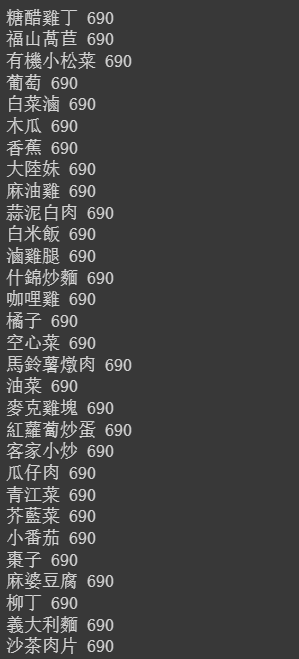 糖醋雞丁 690
福山萵苣 690
有機小松菜 690
葡萄 690
白菜滷 690
木瓜 690
香蕉 690
大陸妹 690
麻油雞 690
蒜泥白肉 690
白米飯 690
滷雞腿 690
什錦炒麵 690
咖哩雞 690
橘子 690
空心菜 690
馬鈴薯燉肉 690
油菜 690
麥克雞塊 690
紅蘿蔔炒蛋 690
客家小炒 690
瓜仔肉 690
青江菜 690
芥藍菜 690
小番茄 690
棗子 690
麻婆豆腐 690
柳丁 690
義大利麵 690
沙茶肉片 690